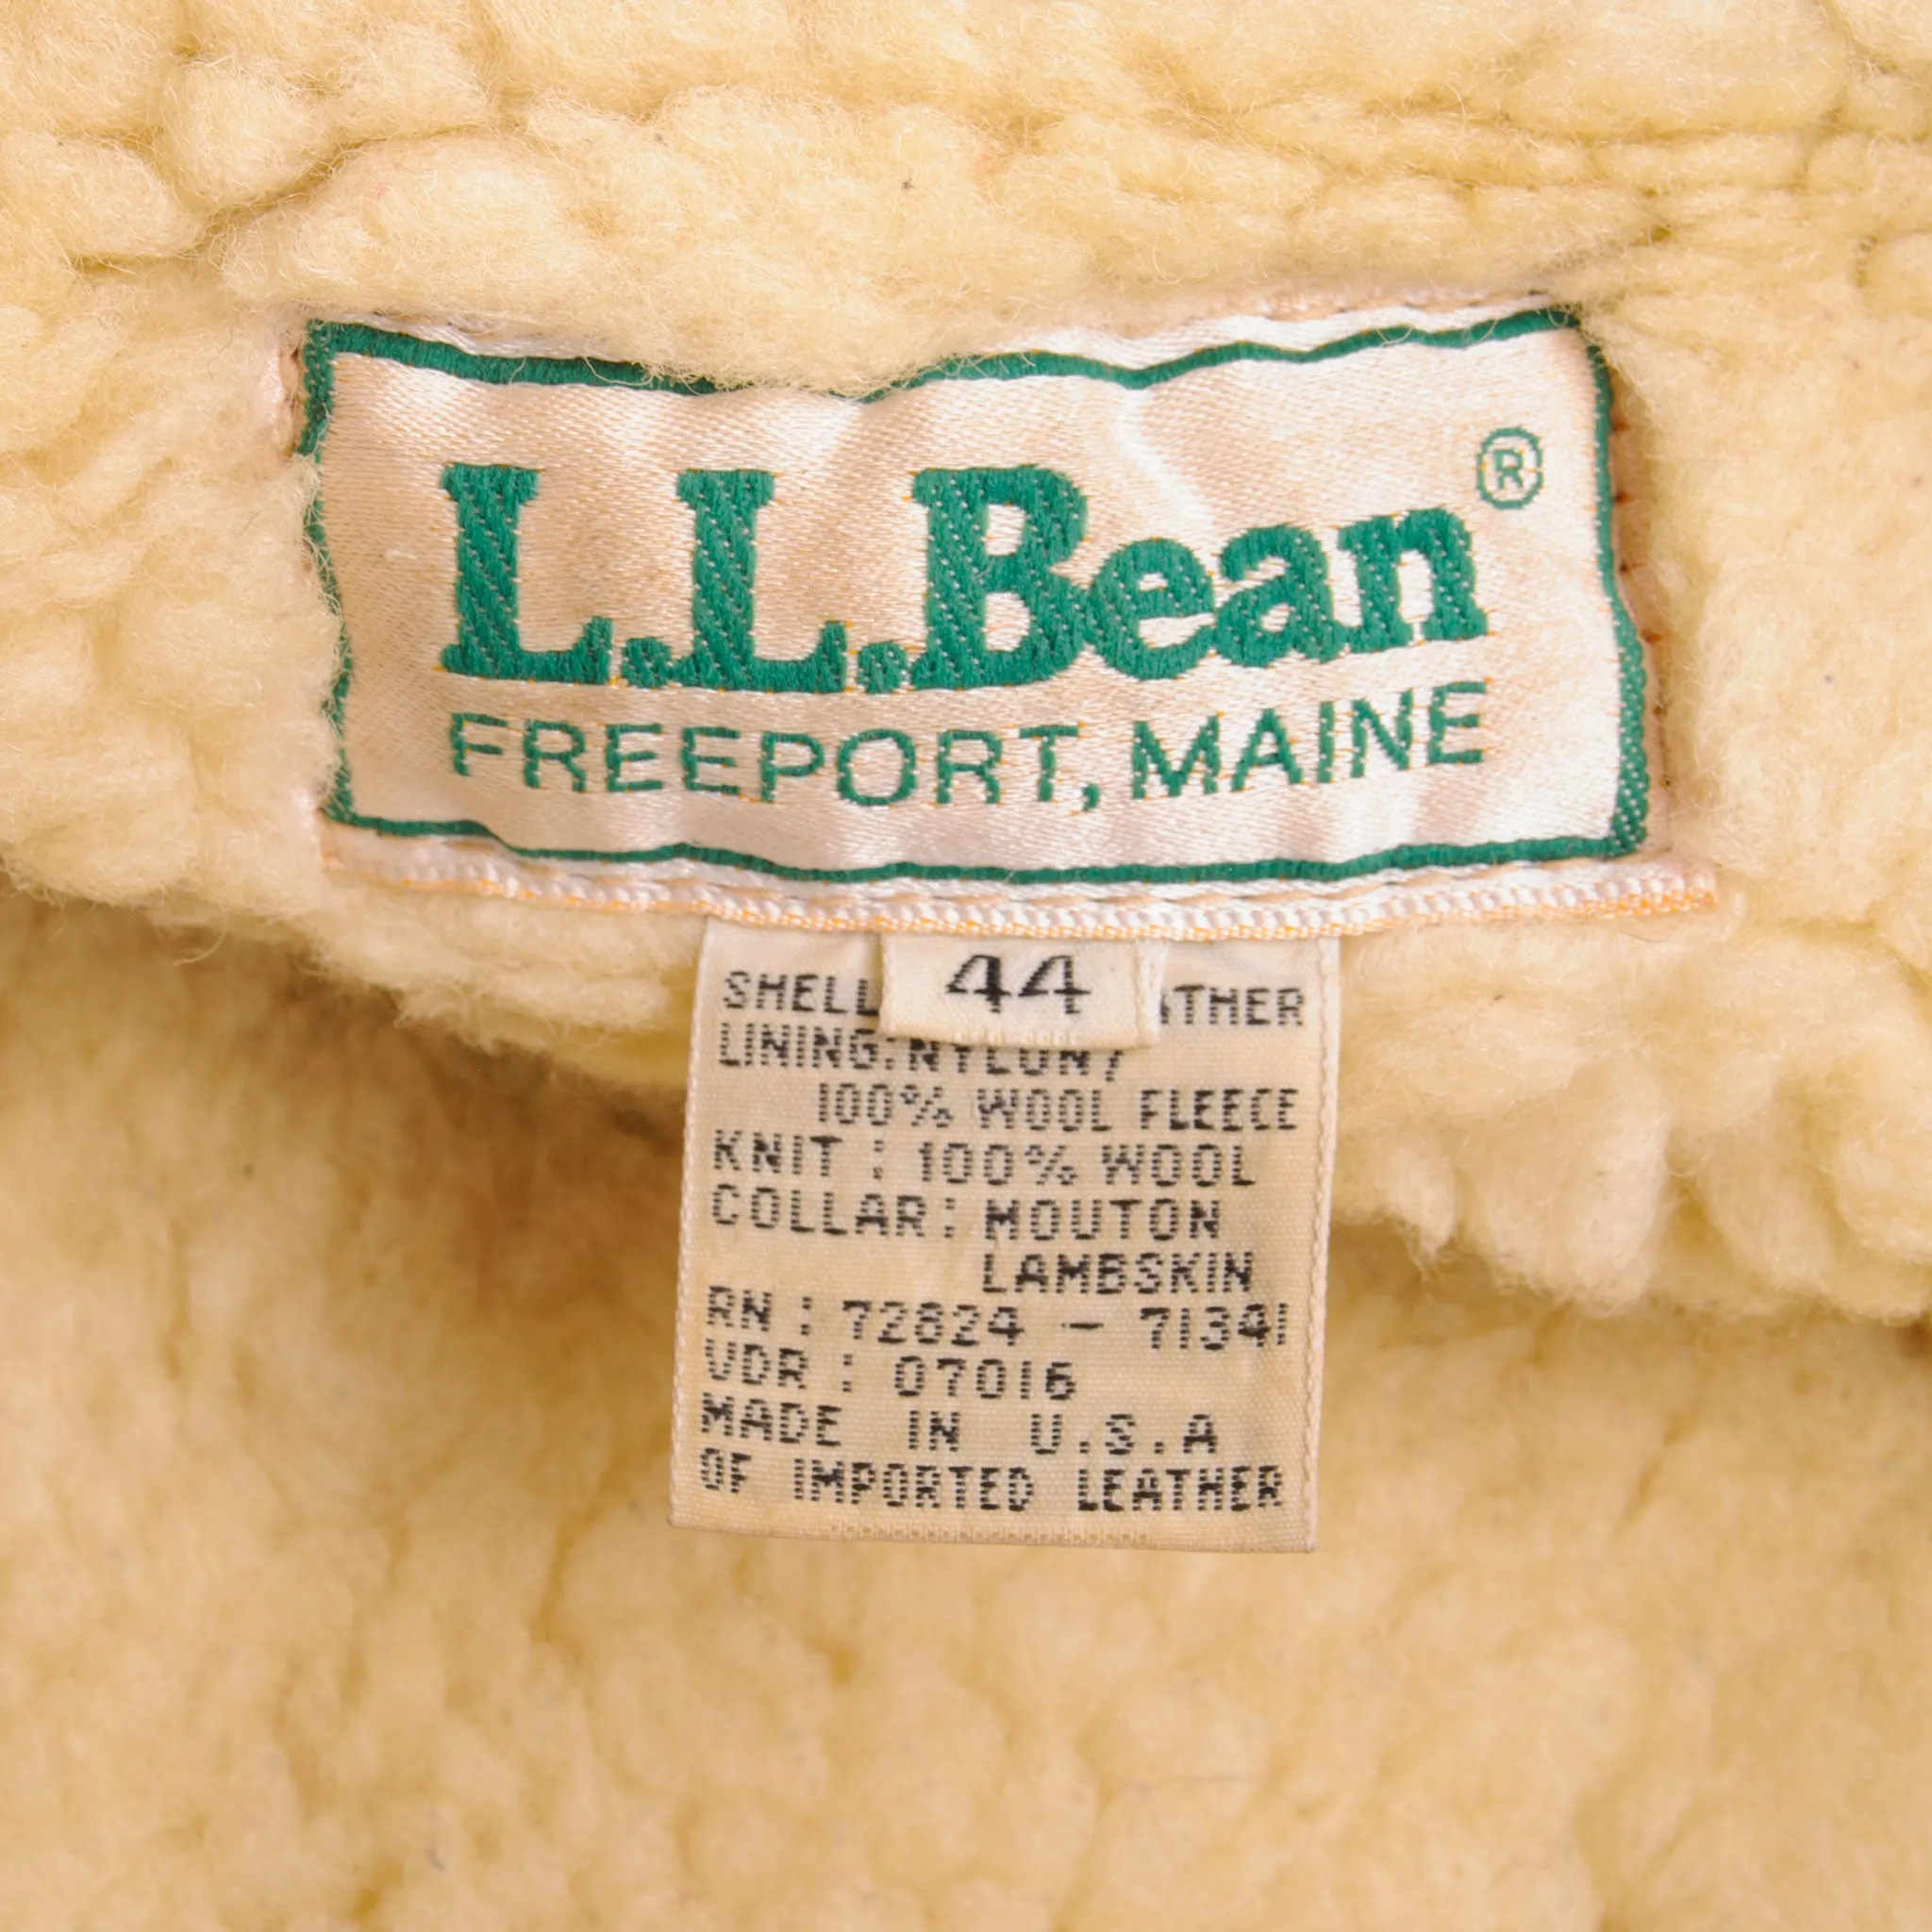 L.L.Bean®
FREEPORT, MAINE
44
SHELL THER
LINING: NYLON/
100% WOOL FLEECE
KNIT: 100% WOOL
COLLAR: MOUTON
LAMBSKIN
RN: 72824 - 71341
VDR: 07016
MADE IN U.S.A
OF IMPORTED LEATHER